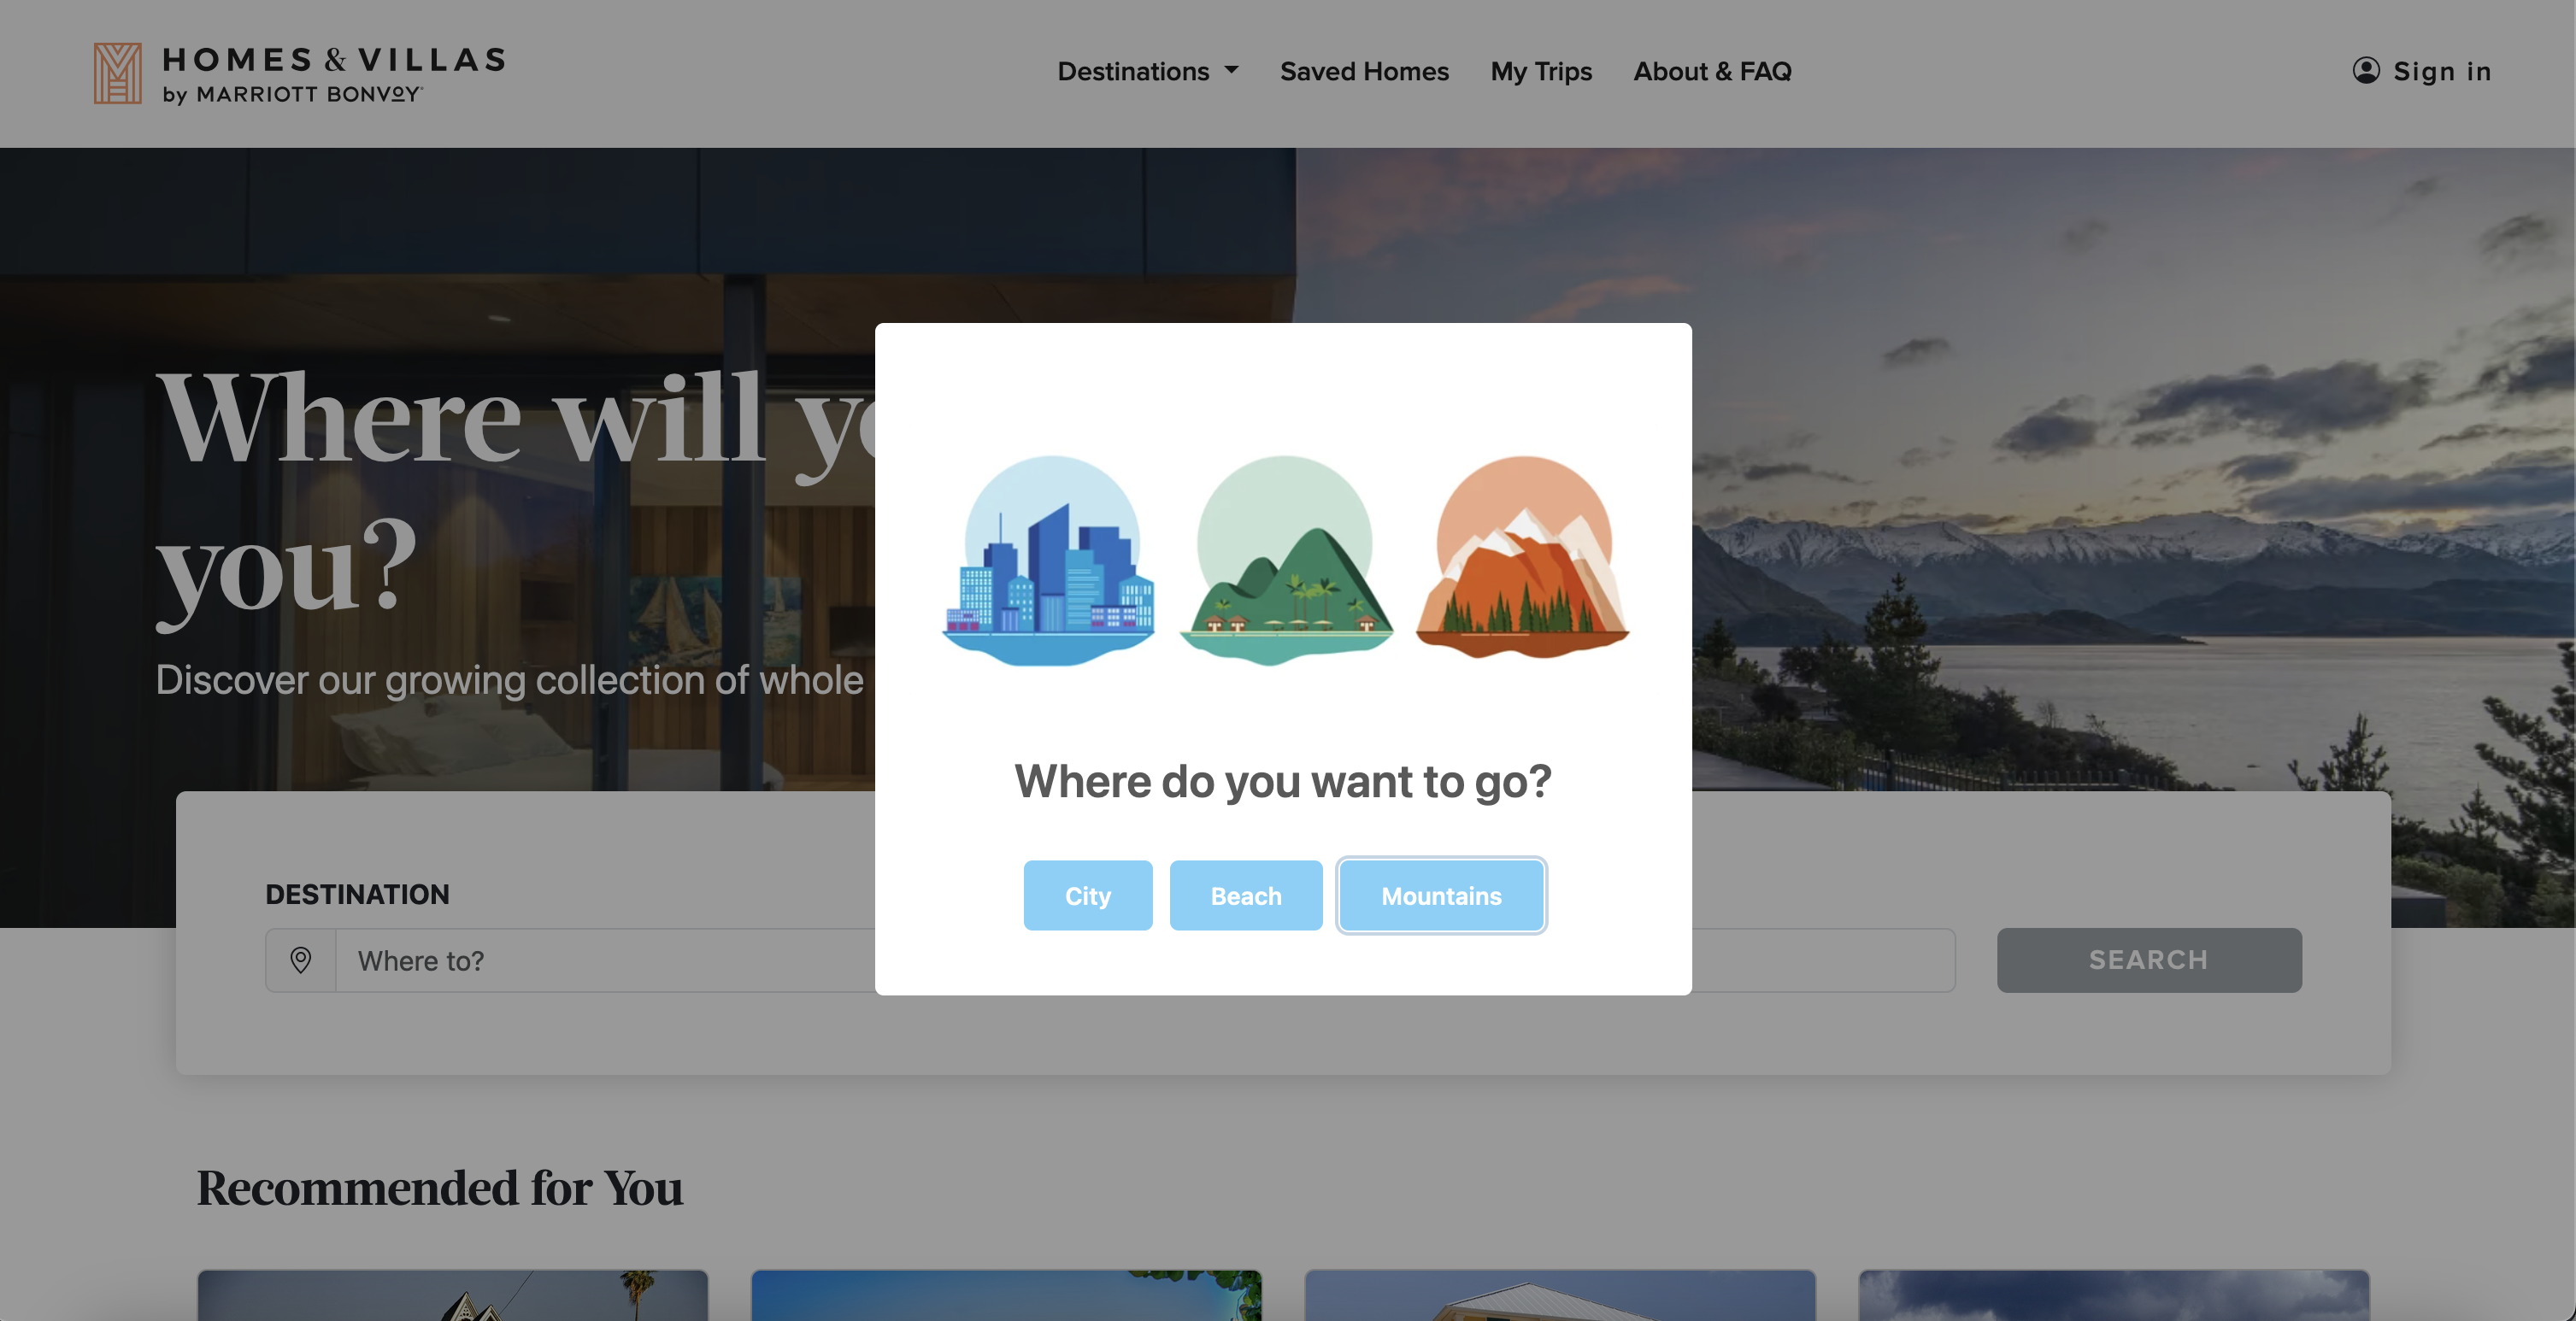 HOMES & VILLAS
by MARRIOTT BONVOY
Destinations
Saved Homes
My Trips
About & FAQ
Sign in
Where will
you?
Discover our growing collection of whole
Where do you want to go?
City
Beach
Mountains
DESTINATION
Where to?
SEARCH
Recommended for You